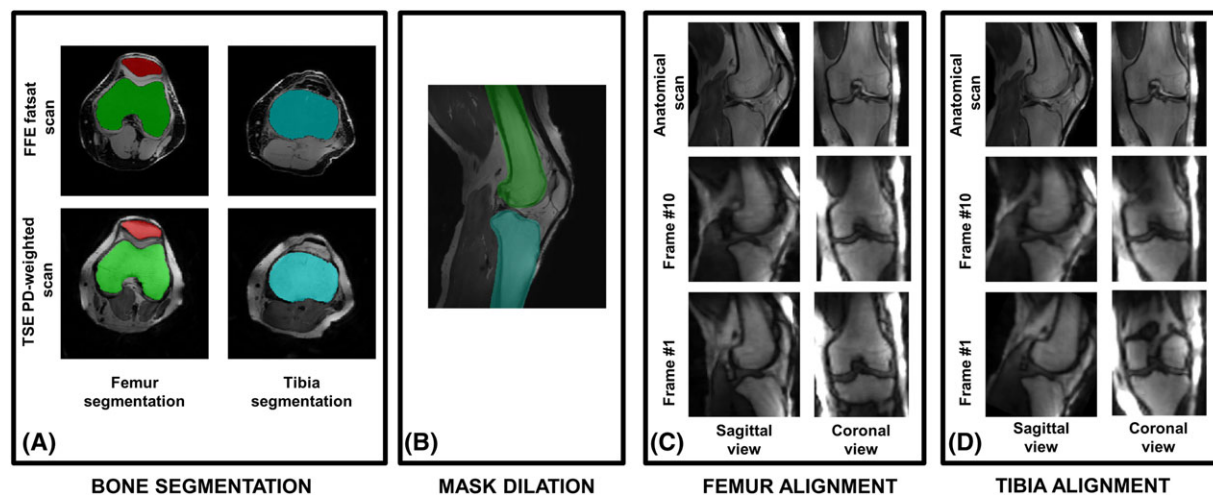 FFE fatsat
scan
TSE PD-weighted
scan
Femur
segmentation
Tibia
segmentation
(A)
BONE SEGMENTATION
(B)
MASK DILATION
Anatomical
scan
Frame #10
Frame #1
Sagittal
view
Coronal
view
(C)
FEMUR ALIGNMENT
Anatomical
scan
Frame #10
Frame #1
Sagittal
view
Coronal
view
(D)
TIBIA ALIGNMENT